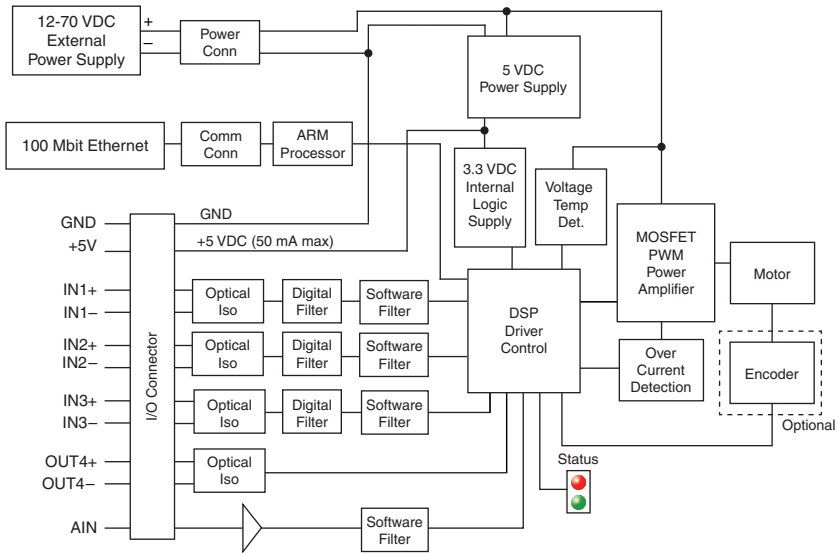 12-70 VDC
External
Power Supply
+
–
Power
Conn
5 VDC
Power Supply
100 Mbit Ethernet
Comm
Conn
ARM
Processor
3.3 VDC
Internal
Logic
Supply
Voltage
Temp
Det.
MOSFET
PWM
Power
Amplifier
Motor
GND
+5V
IN1+
IN1–
IN2+
IN2–
IN3+
IN3–
OUT4+
OUT4–
AIN
I/O Connector
GND
+5 VDC (50 mA max)
Optical
Iso
Digital
Filter
Software
Filter
Optical
Iso
Digital
Filter
Software
Filter
Optical
Iso
Digital
Filter
Software
Filter
Optical
Iso
Software
Filter
DSP
Driver
Control
Over
Current
Detection
Encoder
Optional
Status